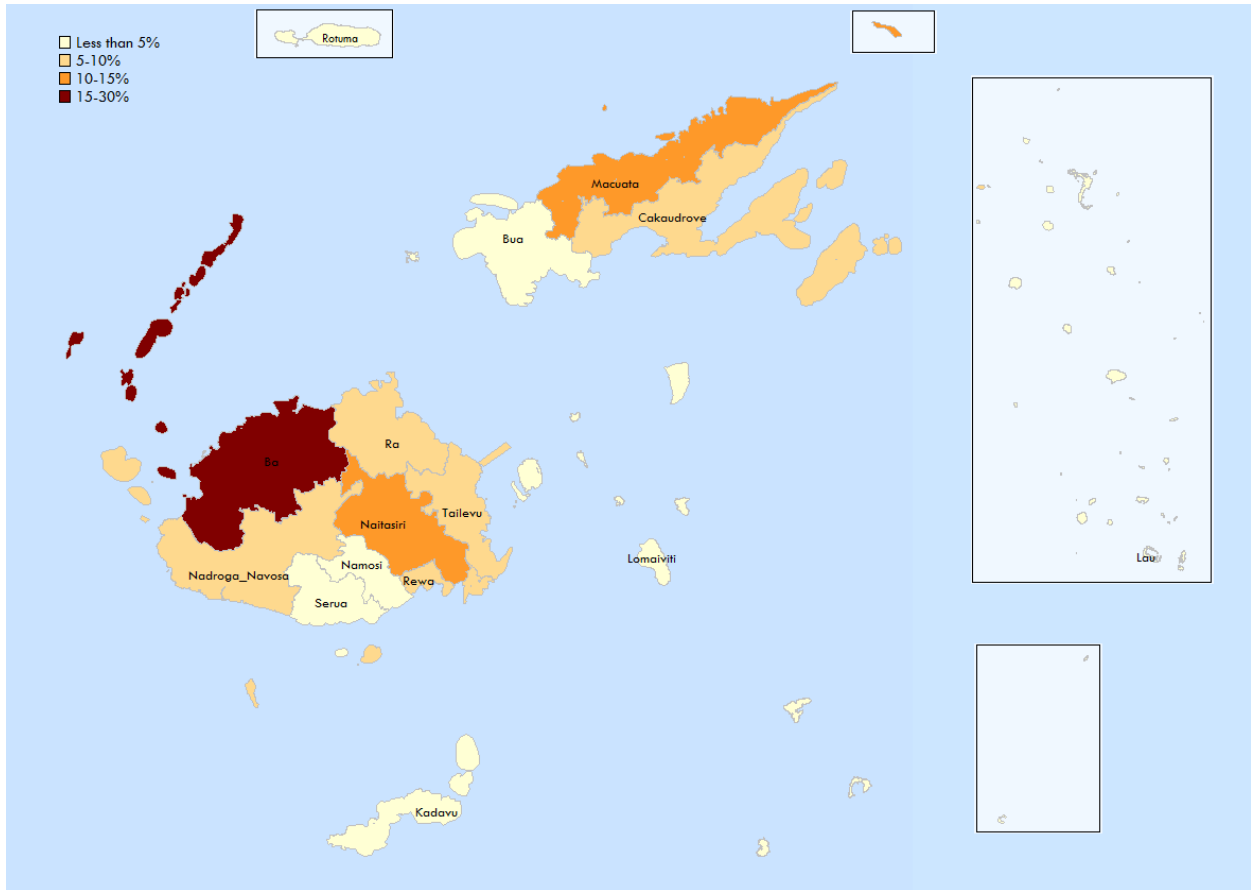 Rotuma
Less than 5%
5-10%
10-15%
15-30%
Macuata
Cakaudrove
Bua
Ra
Ba
Tailevu
Naitasiri
Lomaiviti
Lau
Namosi
Nadroga_Navosa
Rewa
Serua
Kadavu